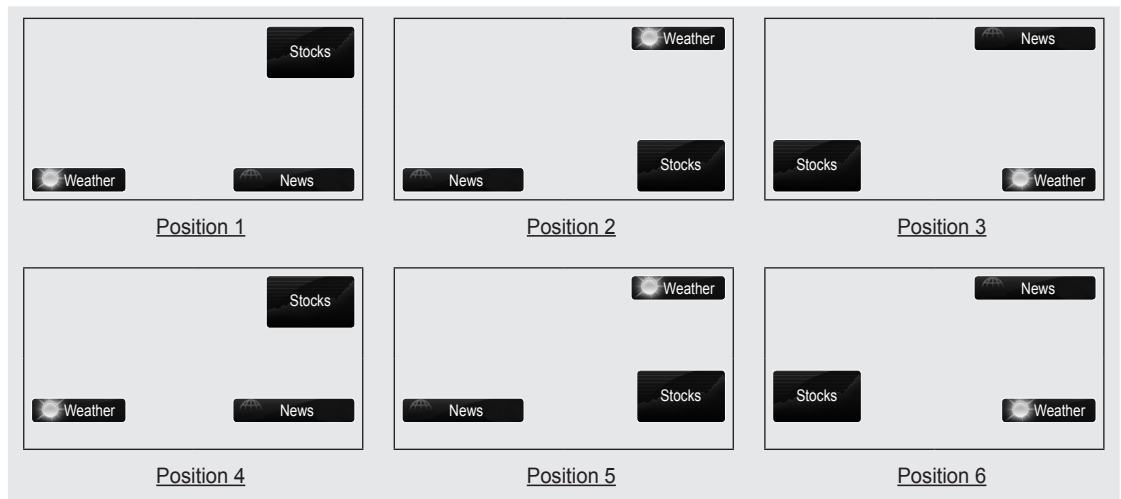 Stocks
Weather
News
Weather
News
Stocks
News
Stocks
Weather
Position 1
Position 2
Position 3
Stocks
Weather
News
Weather
News
Stocks
News
Stocks
Weather
Position 4
Position 5
Position 6